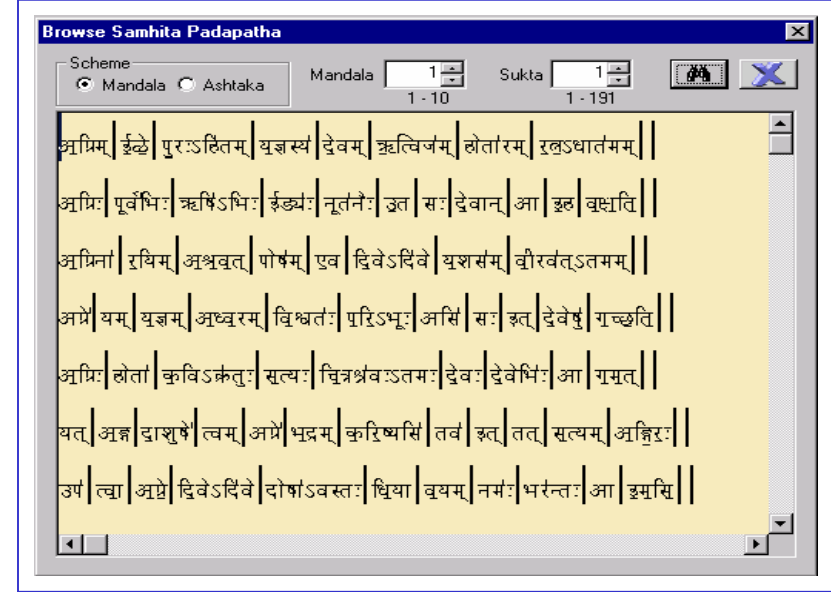 Browse Samhita Padapatha
Scheme
Mandala Ashtaka Mandala 1 Sukta 1
1 - 10 1 - 191
अ॒ग्निम् | ई॒ळे॒ | पु॒रःऽहि॑तम् | य॒ज्ञस्य॑ | दे॒वम् | ऋ॒त्विज॑म् | होता॑रम् | र॒त्न॒ऽधात॑मम् ||
अ॒ग्निः | पूर्वे॑भिः | ऋषि॑ऽभिः | ईड्यः॑ | नूत॑नैः | उ॒त | सः | दे॒वान् | आ | इ॒ह | व॒क्ष॒ति॒ ||
अ॒ग्निना॑ | र॒यिम् | अ॒श्न॒व॒त् | पोष॑म् | ए॒व | दि॒वेऽदि॑वे | य॒शस॑म् | वी॒रव॑त्ऽतमम् ||
अग्ने॑ | यम् | य॒ज्ञम् | अ॒ध्व॒रम् | वि॒श्वतः॑ | प॒रि॒ऽभूः | असि॑ | सः | इत् | दे॒वेषु॑ | ग॒च्छ॒ति॒ ||
अ॒ग्निः | होता॑ | क॒विऽक्र॑तुः | स॒त्यः | चि॒त्रश्र॑वःऽतमः | दे॒वः | दे॒वेभिः॑ | आ | ग॒म॒त् ||
यत् | अ॒ङ्ग | दा॒शुषे॑ | त्वम् | अग्ने॑ | भ॒द्रम् | क॒रि॒ष्यसि॑ | तव॑ | इत् | तत् | स॒त्यम् | अ॒ङ्गि॒रः॒ ||
उप॑ | त्वा॒ | अ॒ग्ने॒ | दि॒वेऽदि॑वे | दोषा॑ऽवस्तः | धि॒या | व॒यम् | नमः॑ | भर॑न्तः | आ | इ॒म॒सि॒ ||